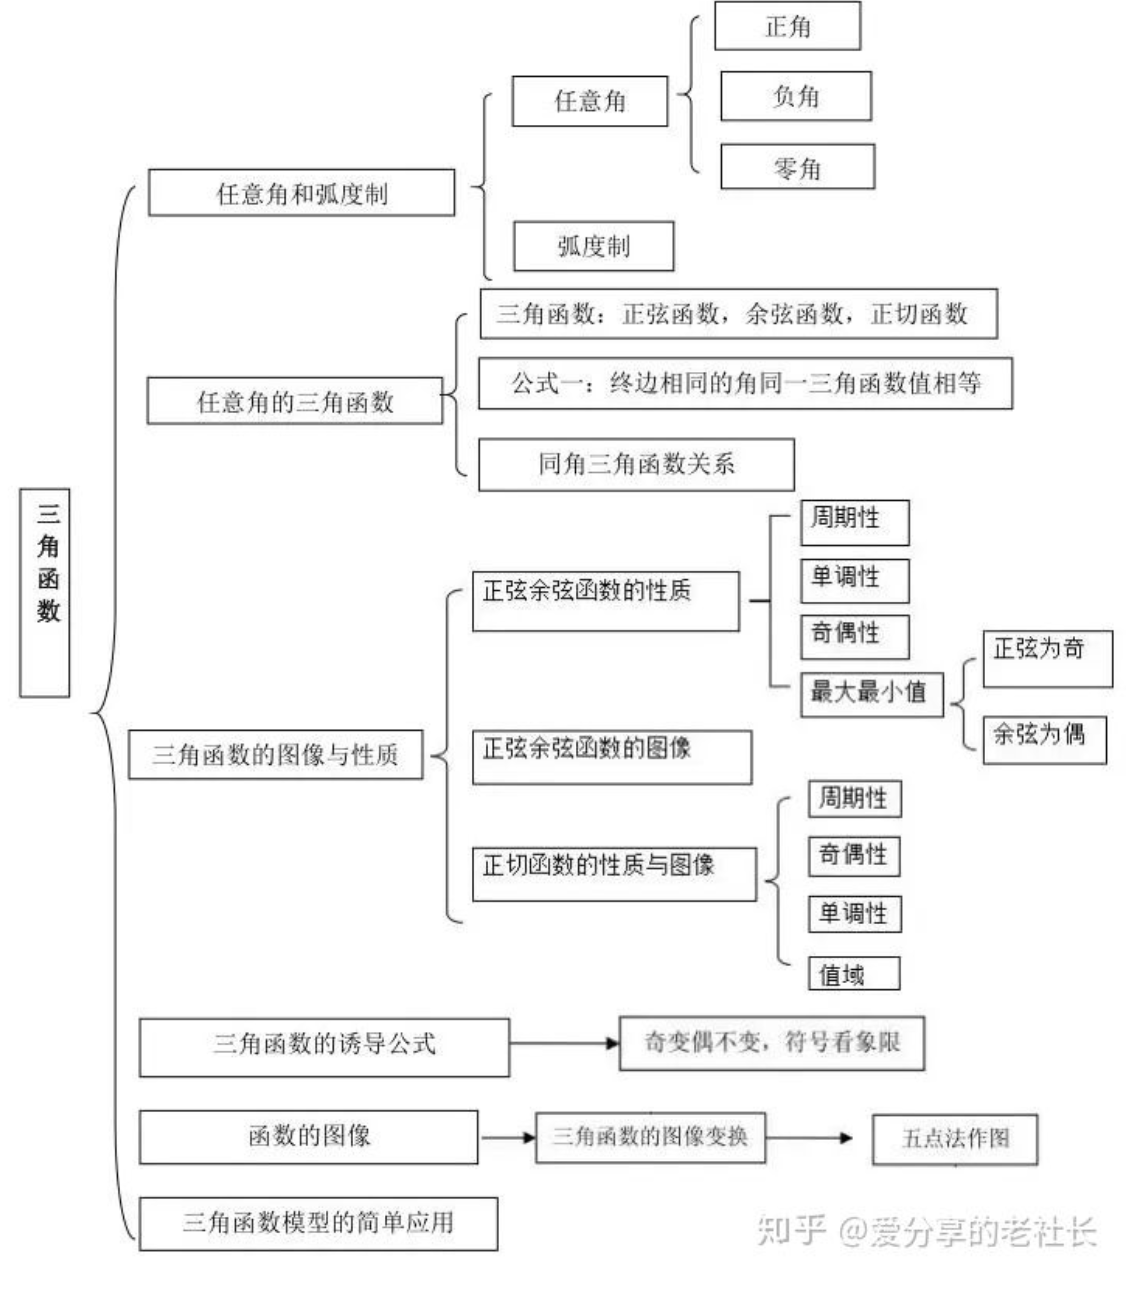 三角函数
任意角和弧度制
任意角
正角
负角
零角
弧度制
任意角的三角函数
三角函数：正弦函数，余弦函数，正切函数
公式一：终边相同的角同一三角函数值相等
同角三角函数关系
三角函数的图像与性质
正弦余弦函数的性质
周期性
单调性
奇偶性
最大最小值
正弦为奇
余弦为偶
正弦余弦函数的图像
正切函数的性质与图像
周期性
奇偶性
单调性
值域
三角函数的诱导公式
奇变偶不变，符号看象限
函数的图像
三角函数的图像变换
五点法作图
三角函数模型的简单应用
知乎 @爱分享的老社长